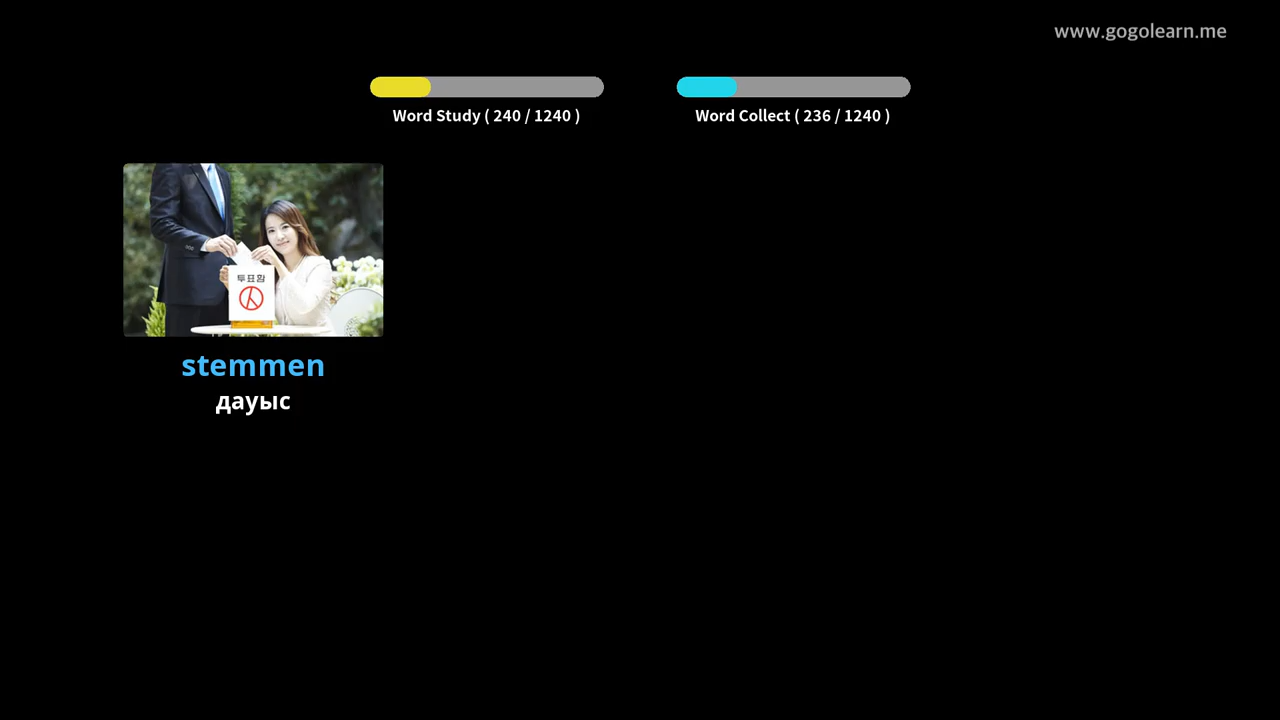 www.gogolearn.me
Word Study ( 240 / 1240 )
Word Collect ( 236 / 1240 )
투표함
stemmen
дауыс